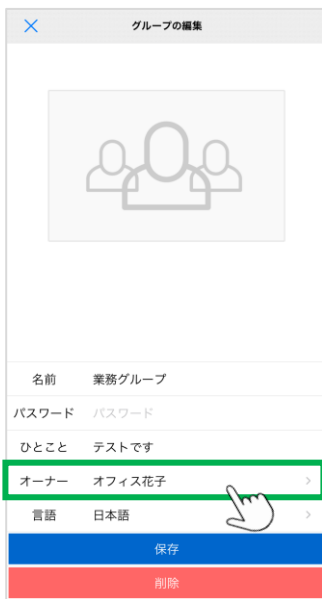 グループの編集
名前 業務グループ
パスワード パスワード
ひとこと テストです
オーナー オフィス花子
言語 日本語
保存
削除